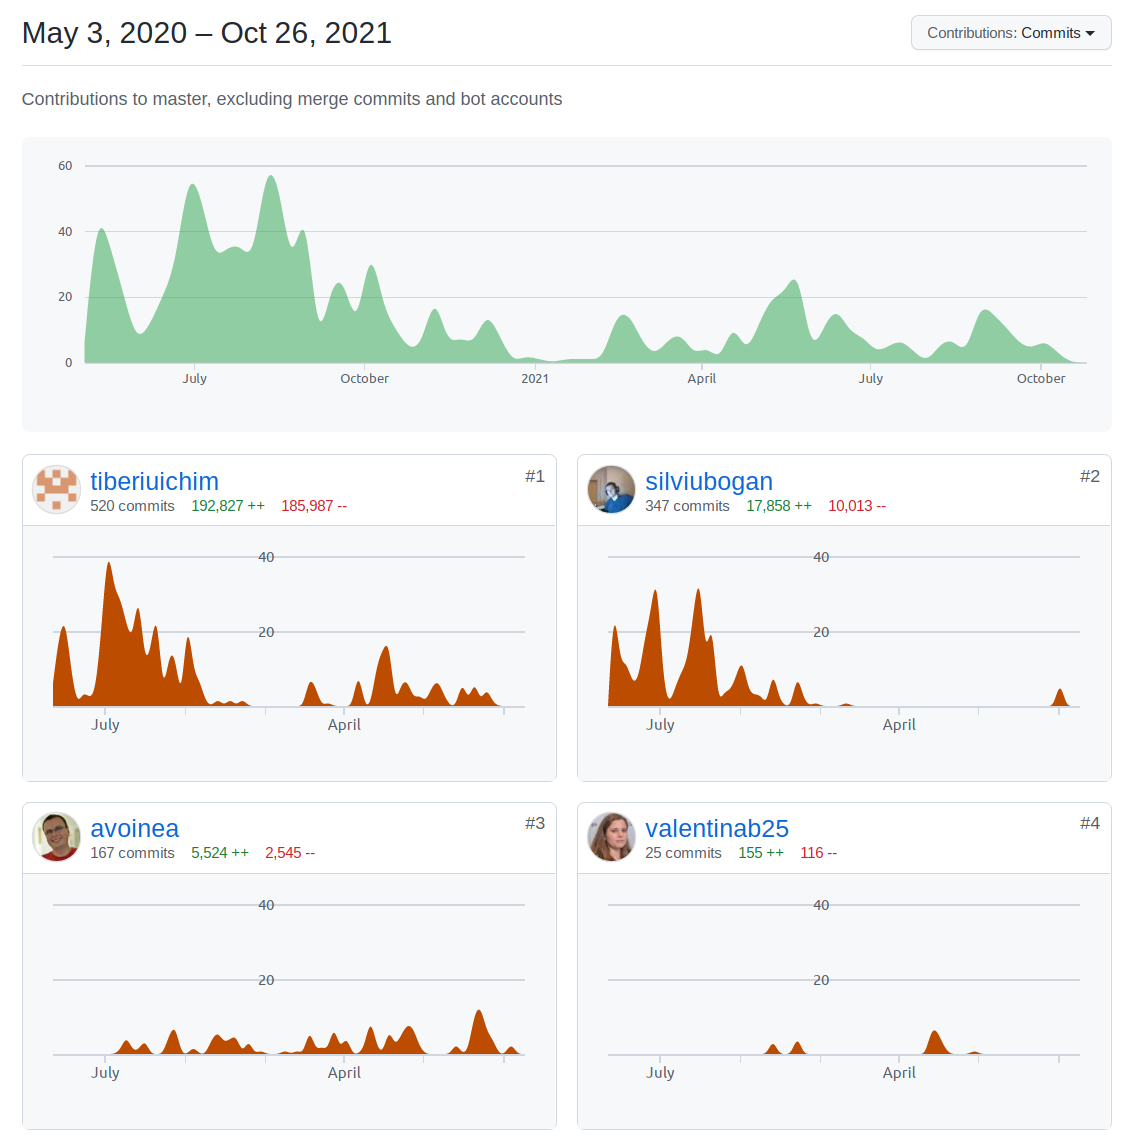 May 3, 2020 – Oct 26, 2021
Contributions: Commits
Contributions to master, excluding merge commits and bot accounts
60
40
20
0
July October 2021 April July October
tiberiuichim #1
520 commits 192,827 ++ 185,987 --
40
20
July April
silviubogan #2
347 commits 17,858 ++ 10,013 --
40
20
July April
avoinea #3
167 commits 5,524 ++ 2,545 --
40
20
July April
valentinab25 #4
25 commits 155 ++ 116 --
40
20
July April